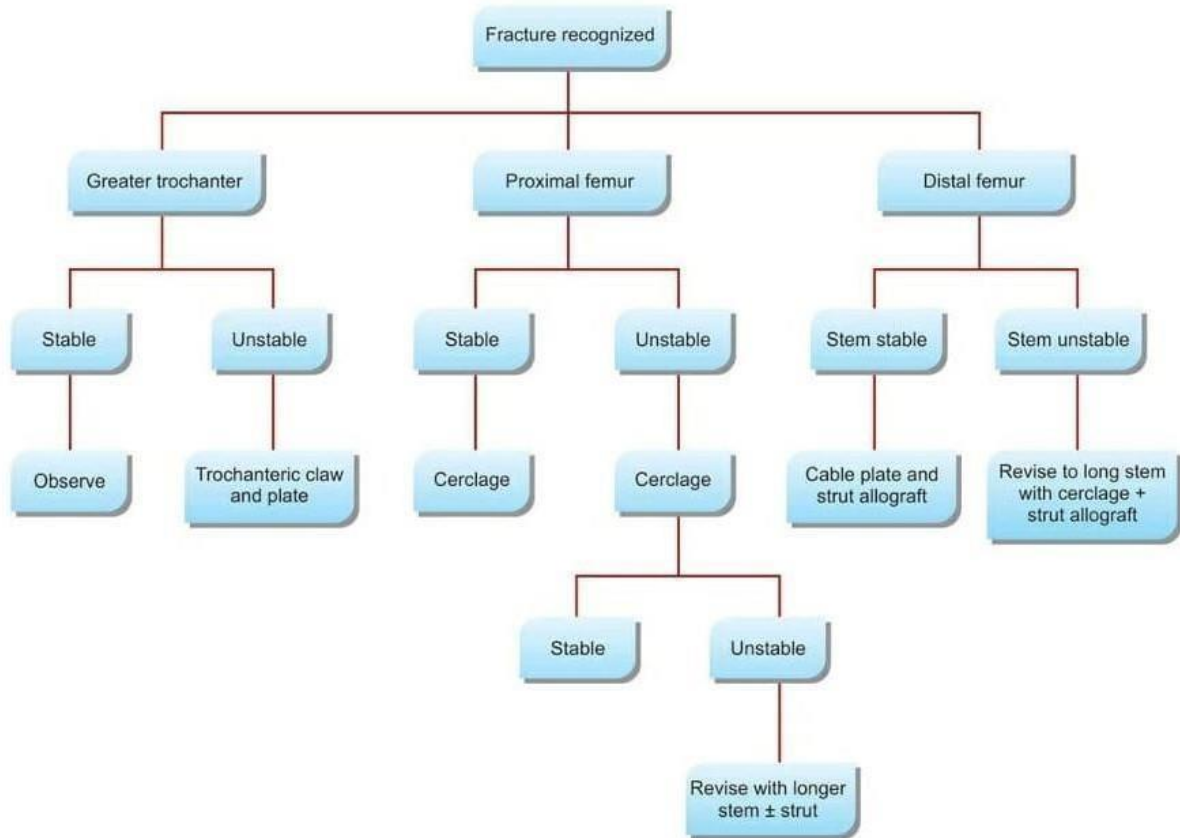 Fracture recognized
Greater trochanter
Proximal femur
Distal femur
Stable
Unstable
Stable
Unstable
Stem stable
Stem unstable
Observe
Trochanteric claw
and plate
Cerclage
Cerclage
Cable plate and
strut allograft
Revise to long stem
with cerclage +
strut allograft
Stable
Unstable
Revise with longer
stem ± strut